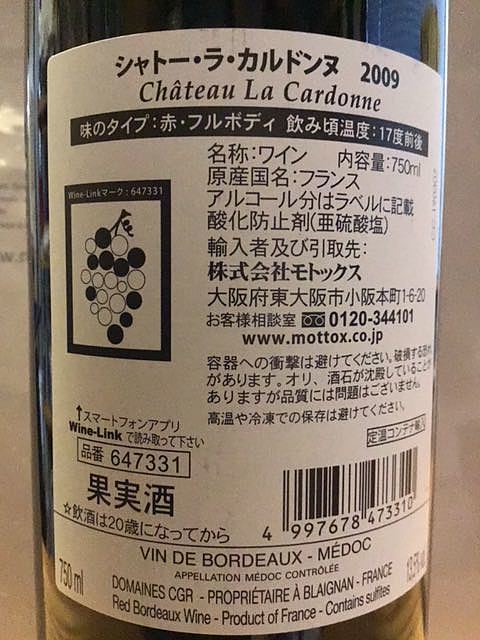 シャトー・ラ・カルドンヌ 2009
Château La Cardonne
味のタイプ：赤・フルボディ 飲み頃温度：17度前後
名称：ワイン 内容量：750ml
原産国名：フランス
アルコール分はラベルに記載
酸化防止剤(亜硫酸塩)
輸入者及び引取先：
株式会社モトックス
大阪府東大阪市小阪本町1-6-20
お客様相談室 0120-344101
www.mottox.co.jp
Wine-Linkマーク：647331
容器への衝撃は避けてください。破損する恐れ
があります。オリ、酒石が沈殿していることが
ありますが品質には問題はございません。
高温や冷凍での保存は避けてください。
定温コンテナ輸入
↑スマートフォンアプリ
Wine-Linkで読み取って下さい
品番 647331
果実酒
☆飲酒は20歳になってから
4 997678 473310
VIN DE BORDEAUX - MÉDOC
APPELLATION MÉDOC CONTRÔLÉE
750 ml
DOMAINES CGR - PROPRIÉTAIRE À BLAIGNAN - FRANCE
Red Bordeaux Wine - Product of France - Contains sulfites